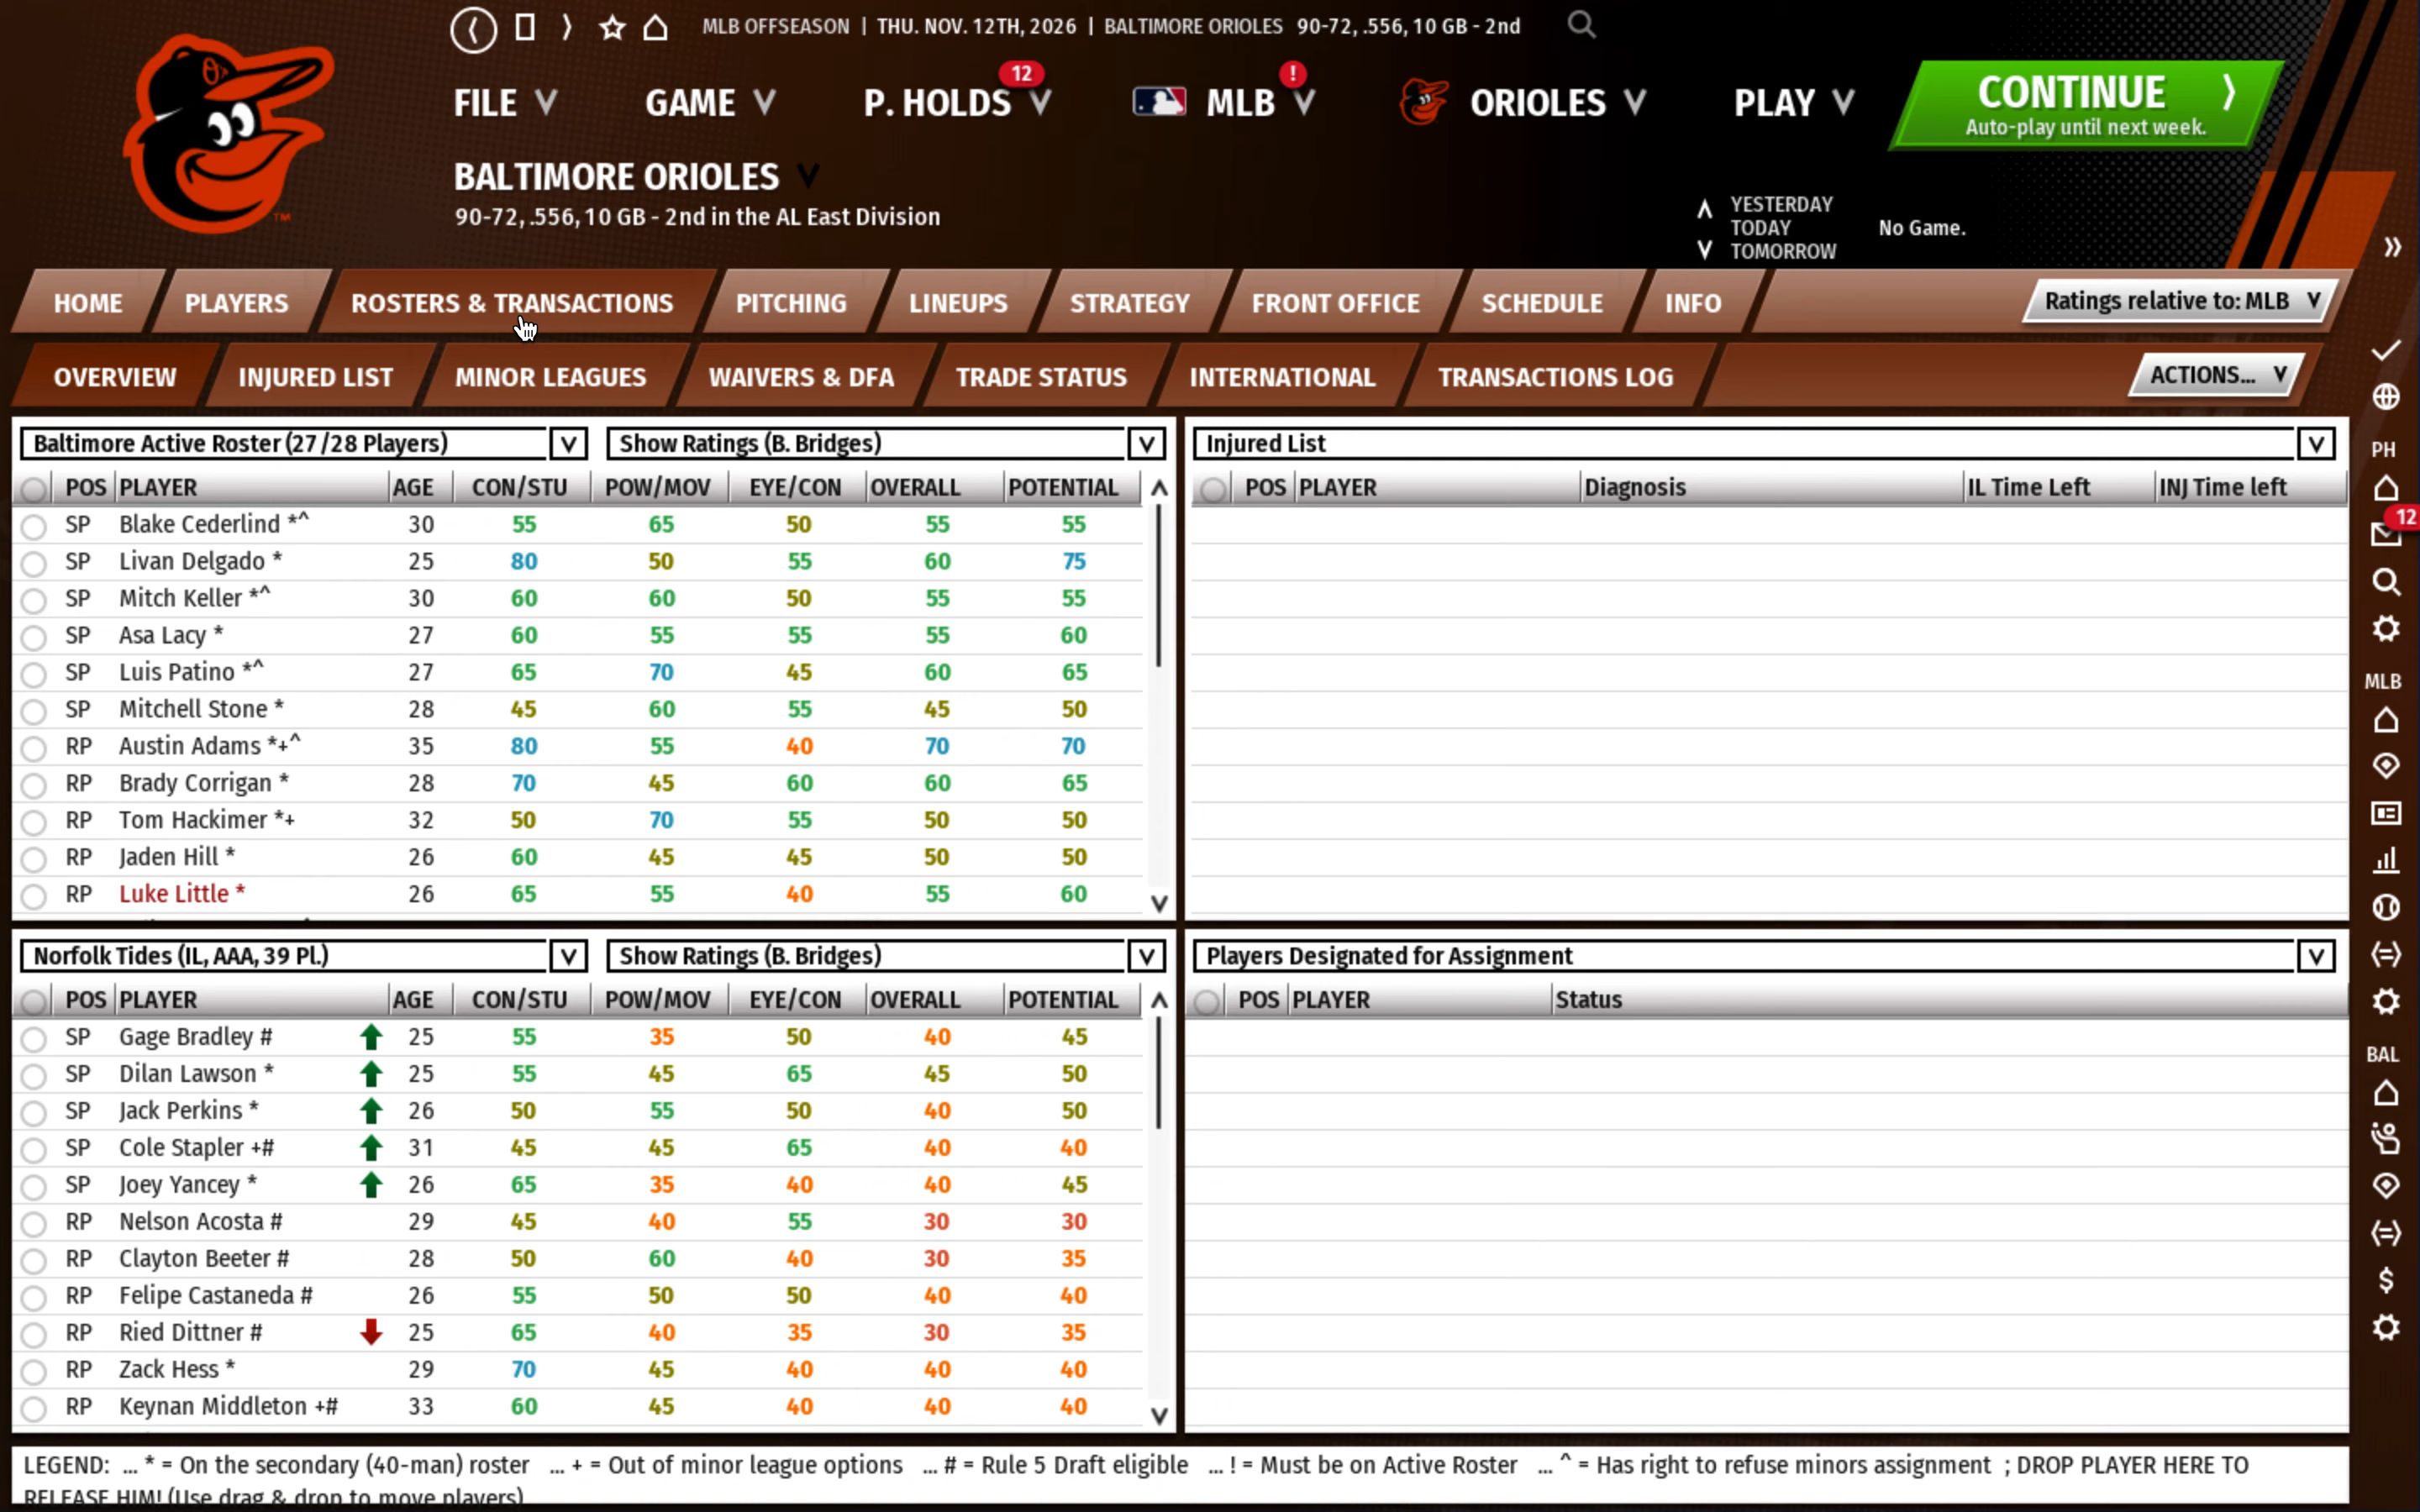 MLB OFFSEASON | THU. NOV. 12TH, 2026 | BALTIMORE ORIOLES 90-72, .556, 10 GB - 2nd
FILE GAME P. HOLDS 12 MLB ! ORIOLES PLAY
CONTINUE
Auto-play until next week.
BALTIMORE ORIOLES
90-72, .556, 10 GB - 2nd in the AL East Division
YESTERDAY
TODAY
TOMORROW
No Game.
TM
HOME PLAYERS ROSTERS & TRANSACTIONS PITCHING LINEUPS STRATEGY FRONT OFFICE SCHEDULE INFO Ratings relative to: MLB
OVERVIEW INJURED LIST MINOR LEAGUES WAIVERS & DFA TRADE STATUS INTERNATIONAL TRANSACTIONS LOG ACTIONS...
Baltimore Active Roster (27/28 Players) Show Ratings (B. Bridges)
POS PLAYER AGE CON/STU POW/MOV EYE/CON OVERALL POTENTIAL
SP Blake Cederlind *^ 30 55 65 50 55 55
SP Livan Delgado * 25 80 50 55 60 75
SP Mitch Keller *^ 30 60 60 50 55 55
SP Asa Lacy * 27 60 55 55 55 60
SP Luis Patino *^ 27 65 70 45 60 65
SP Mitchell Stone * 28 45 60 55 45 50
RP Austin Adams *+^ 35 80 55 40 70 70
RP Brady Corrigan * 28 70 45 60 60 65
RP Tom Hackimer *+ 32 50 70 55 50 50
RP Jaden Hill * 26 60 45 45 50 50
RP Luke Little * 26 65 55 40 55 60
Injured List
POS PLAYER Diagnosis IL Time Left INJ Time left
Norfolk Tides (IL, AAA, 39 Pl.) Show Ratings (B. Bridges)
POS PLAYER AGE CON/STU POW/MOV EYE/CON OVERALL POTENTIAL
SP Gage Bradley # 25 55 35 50 40 45
SP Dilan Lawson * 25 55 45 65 45 50
SP Jack Perkins * 26 50 55 50 40 50
SP Cole Stapler +# 31 45 45 65 40 40
SP Joey Yancey * 26 65 35 40 40 45
RP Nelson Acosta # 29 45 40 55 30 30
RP Clayton Beeter # 28 50 60 40 30 35
RP Felipe Castaneda # 26 55 50 50 40 40
RP Ried Dittner # 25 65 40 35 30 35
RP Zack Hess * 29 70 45 40 40 40
RP Keynan Middleton +# 33 60 45 40 40 40
Players Designated for Assignment
POS PLAYER Status
PH
12
MLB
BAL
LEGEND: ... * = On the secondary (40-man) roster ... + = Out of minor league options ... # = Rule 5 Draft eligible ... ! = Must be on Active Roster ... ^ = Has right to refuse minors assignment ; DROP PLAYER HERE TO
RELEASE HIM! (Use drag & drop to move players)